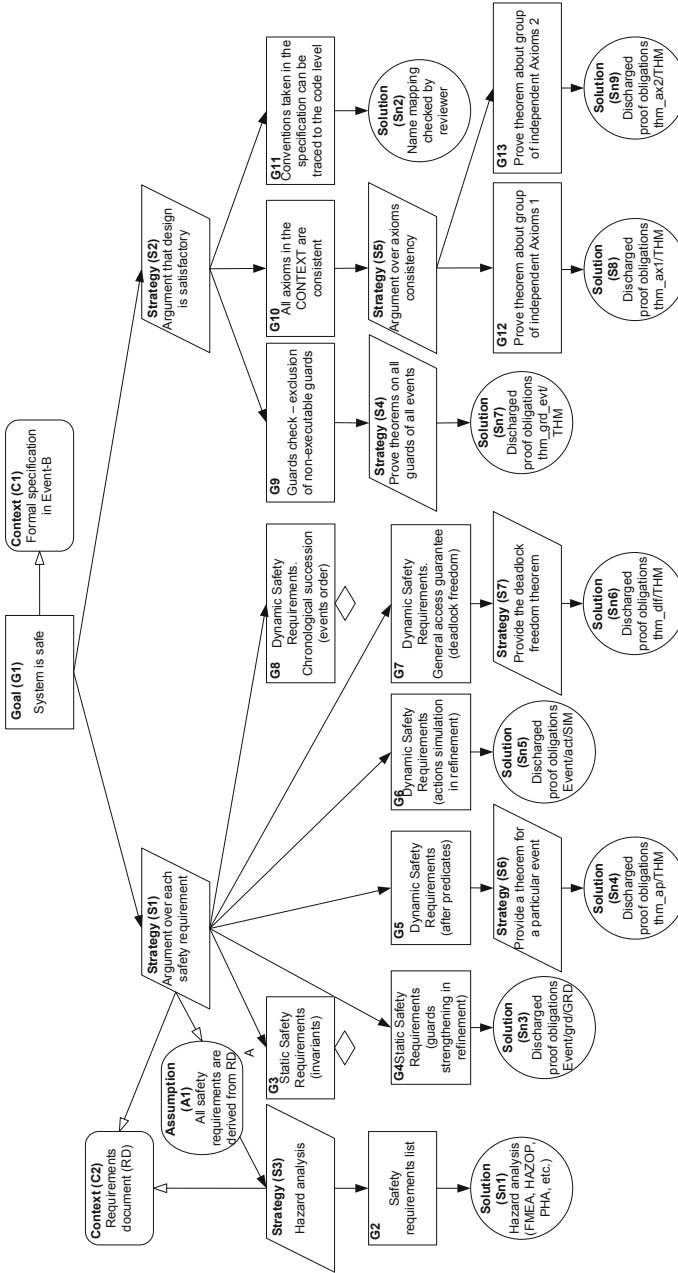 Goal (G1)
System is safe
Context (C1)
Formal specification
in Event-B
Context (C2)
Requirements
document (RD)
Strategy (S1)
Argument over each
safety requirement
Strategy (S2)
Argument that design
is satisfactory
Assumption
(A1)
All safety
requirements are
derived from RD
A
Strategy (S3)
Hazard analysis
G3
Static Safety
Requirements
(invariants)
G8
Dynamic Safety
Requirements.
Chronological succession
(events order)
G9
Guards check – exclusion
of non-executable guards
G10
All axioms in the
CONTEXT are
consistent
G11
Conventions taken in the
specification can be
traced to the code level
G2
Safety
requirements list
G4
Static Safety
Requirements
(guards
strengthening in
refinement)
G5
Dynamic Safety
Requirements
(after predicates)
G6
Dynamic Safety
Requirements
(actions simulation
in refinement)
G7
Dynamic Safety
Requirements.
General access guarantee
(deadlock freedom)
Strategy (S4)
Prove theorems on all
guards of all events
Strategy (S5)
Argument over axioms
consistency
Solution
(Sn2)
Name mapping
checked by
reviewer
Solution
(Sn1)
Hazard analysis
(FMEA, HAZOP,
PHA, etc.)
Solution
(Sn3)
Discharged
proof obligations
Event/grd/GRD
Strategy (S6)
Provide a theorem for
a particular event
Solution
(Sn5)
Discharged
proof obligations
Event/act/SIM
Strategy (S7)
Provide the deadlock
freedom theorem
Solution
(Sn7)
Discharged
proof obligations
thm_grd_evt/
THM
G12
Prove theorem about group
of independent Axioms 1
G13
Prove theorem about group
of independent Axioms 2
Solution
(Sn4)
Discharged
proof obligations
thm_ap/THM
Solution
(Sn6)
Discharged
proof obligations
thm_df/THM
Solution
(S8)
Discharged
proof obligations
thm_ax1/THM
Solution
(Sn9)
Discharged
proof obligations
thm_ax2/THM